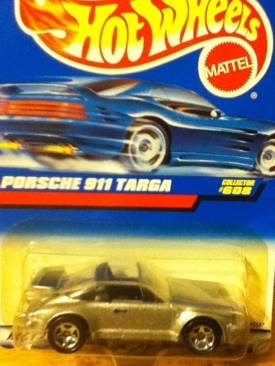 Hot Wheels
MATTEL
PORSCHE 911 TARGA
COLLECTOR
#608